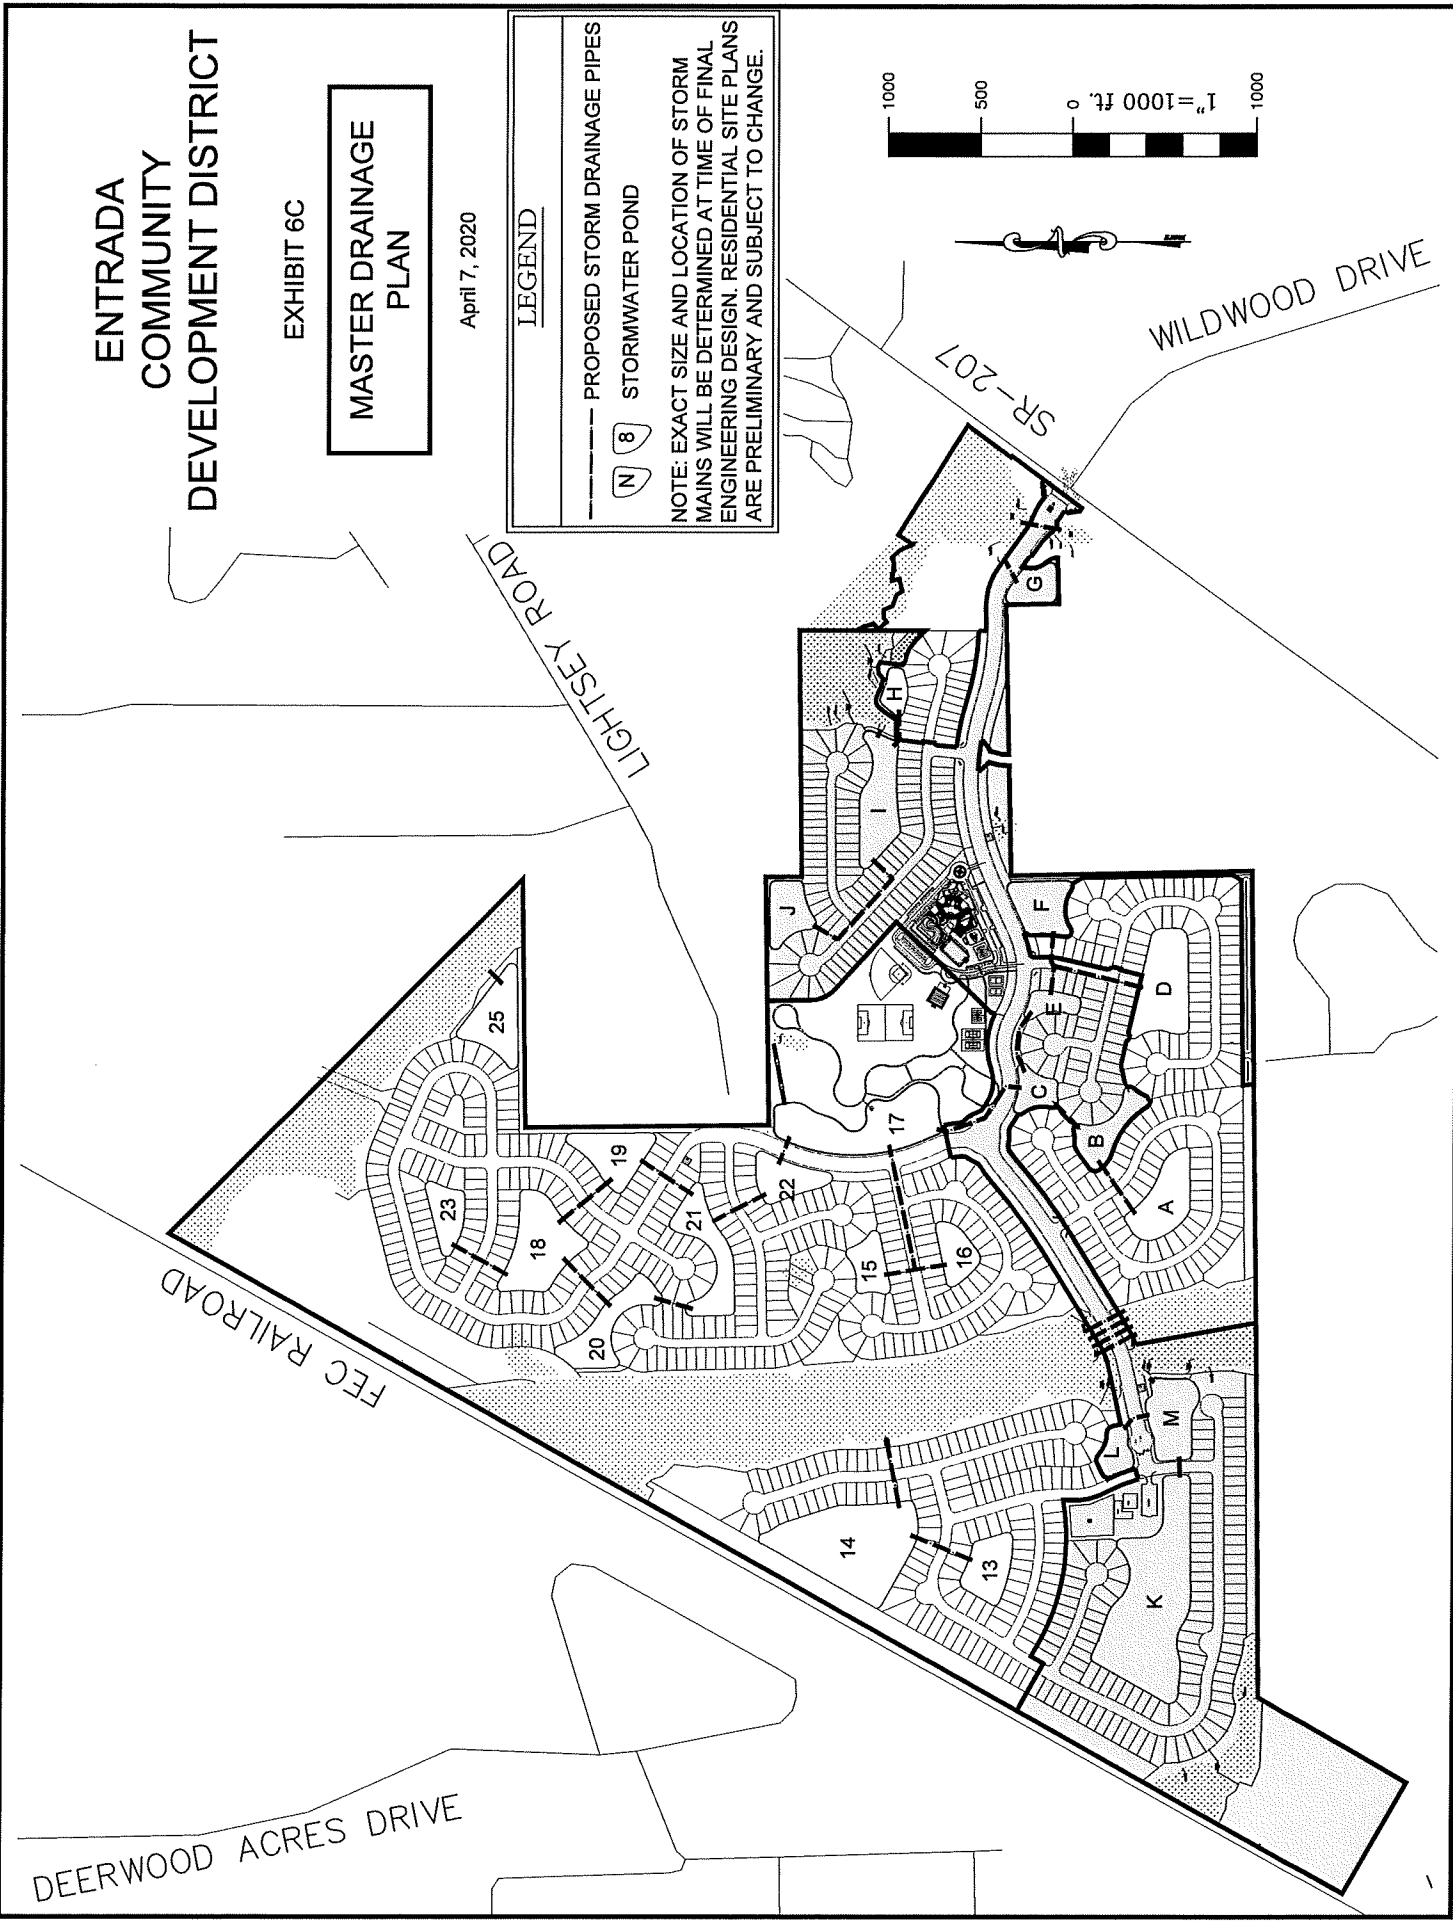 ENTRADA
COMMUNITY
DEVELOPMENT DISTRICT
EXHIBIT 6C
MASTER DRAINAGE
PLAN
April 7, 2020
LEGEND
PROPOSED STORM DRAINAGE PIPES
N 8 STORMWATER POND
NOTE: EXACT SIZE AND LOCATION OF STORM
MAINS WILL BE DETERMINED AT TIME OF FINAL
ENGINEERING DESIGN. RESIDENTIAL SITE PLANS
ARE PRELIMINARY AND SUBJECT TO CHANGE.
1000
500
0
1000
1"=1000 ft.
WILDWOOD DRIVE
SR-207
LIGHTSEY ROAD
FEC RAILROAD
DEERWOOD ACRES DRIVE
25
23
19
18
20
21
22
17
15
16
14
13
J
I
H
G
F
E
D
C
B
A
L
M
K